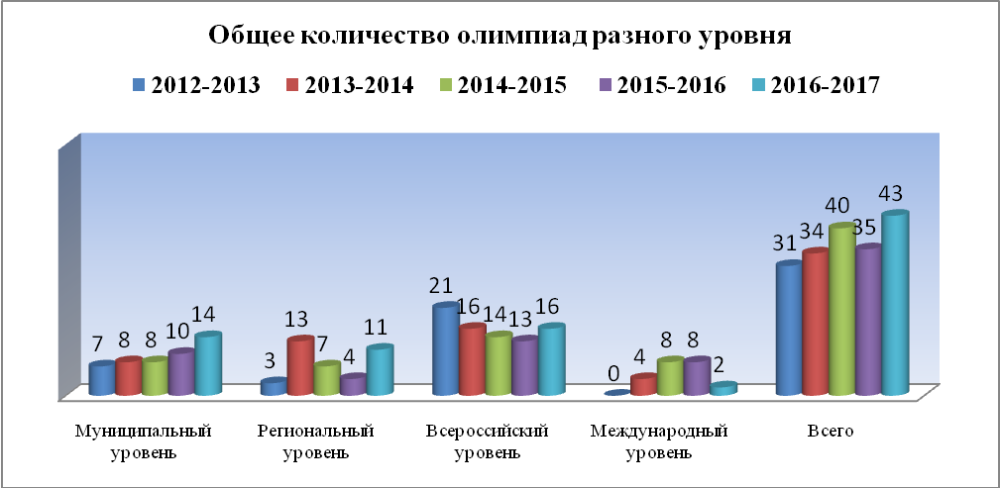 Общее количество олимпиад разного уровня
2012-2013 2013-2014 2014-2015 2015-2016 2016-2017
7 8 8 10 14
3 13 7 4 11
21 16 14 13 16
0 4 8 8 2
31 34 40 35 43
Муниципальный
уровень
Региональный
уровень
Всероссийский
уровень
Международный
уровень
Всего